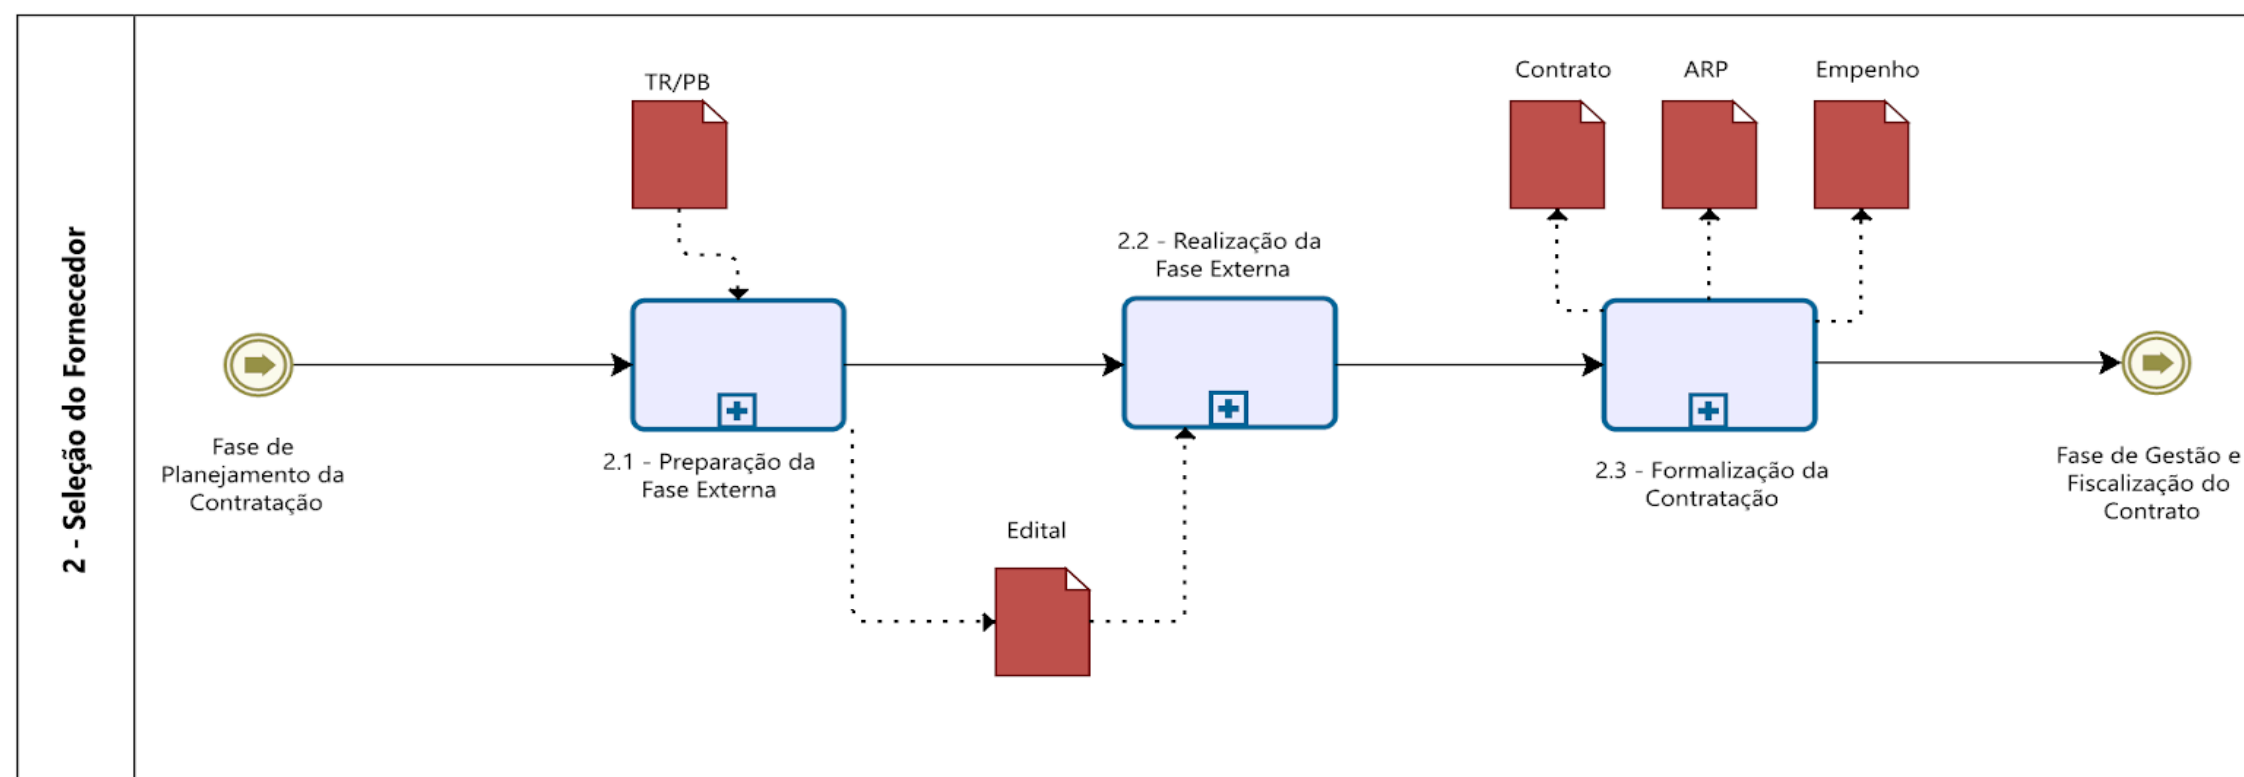 2 - Seleção do Fornecedor
Fase de
Planejamento da
Contratação
TR/PB
2.1 - Preparação da
Fase Externa
Edital
2.2 - Realização da
Fase Externa
Contrato
ARP
Empenho
2.3 - Formalização da
Contratação
Fase de Gestão e
Fiscalização do
Contrato